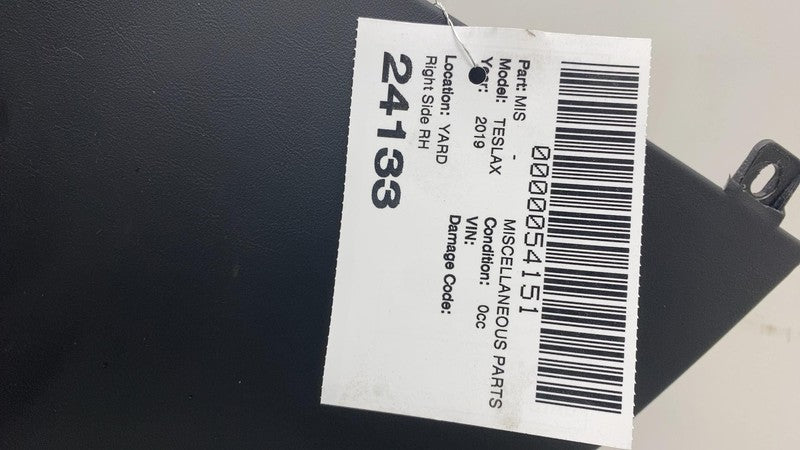 0000054151
Part: MIS - MISCELLANEOUS PARTS
Model: TESLAX Condition: 0cc
Year: 2019 VIN:
Damage Code:
Location: YARD
Right Side RH
24133